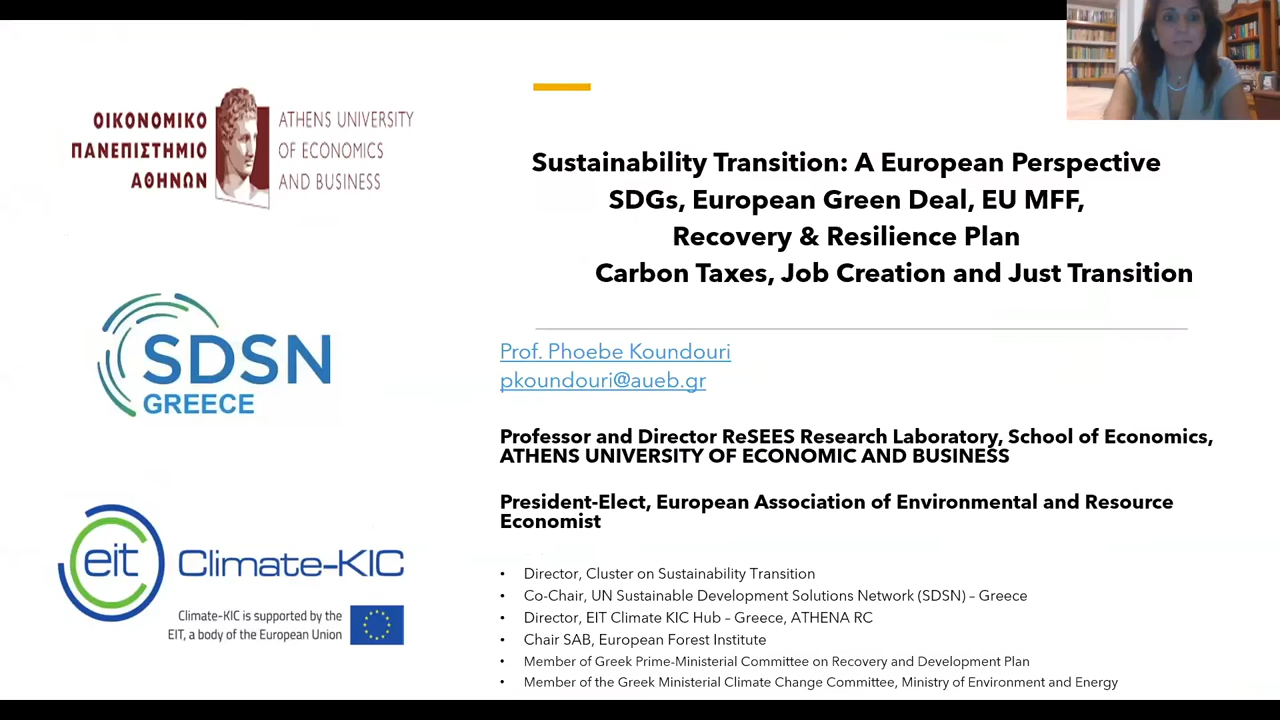 ΟΙΚΟΝΟΜΙΚΟ
ΠΑΝΕΠΙΣΤΗΜΙΟ
ΑΘΗΝΩΝ
ATHENS UNIVERSITY
OF ECONOMICS
AND BUSINESS
SDSN
GREECE
eit Climate-KIC
Climate-KIC is supported by the
EIT, a body of the European Union
Sustainability Transition: A European Perspective
SDGs, European Green Deal, EU MFF,
Recovery & Resilience Plan
Carbon Taxes, Job Creation and Just Transition
Prof. Phoebe Koundouri
pkoundouri@aueb.gr
Professor and Director ReSEES Research Laboratory, School of Economics,
ATHENS UNIVERSITY OF ECONOMIC AND BUSINESS
President-Elect, European Association of Environmental and Resource
Economist
• Director, Cluster on Sustainability Transition
• Co-Chair, UN Sustainable Development Solutions Network (SDSN) – Greece
• Director, EIT Climate KIC Hub – Greece, ATHENA RC
• Chair SAB, European Forest Institute
• Member of Greek Prime-Ministerial Committee on Recovery and Development Plan
• Member of the Greek Ministerial Climate Change Committee, Ministry of Environment and Energy